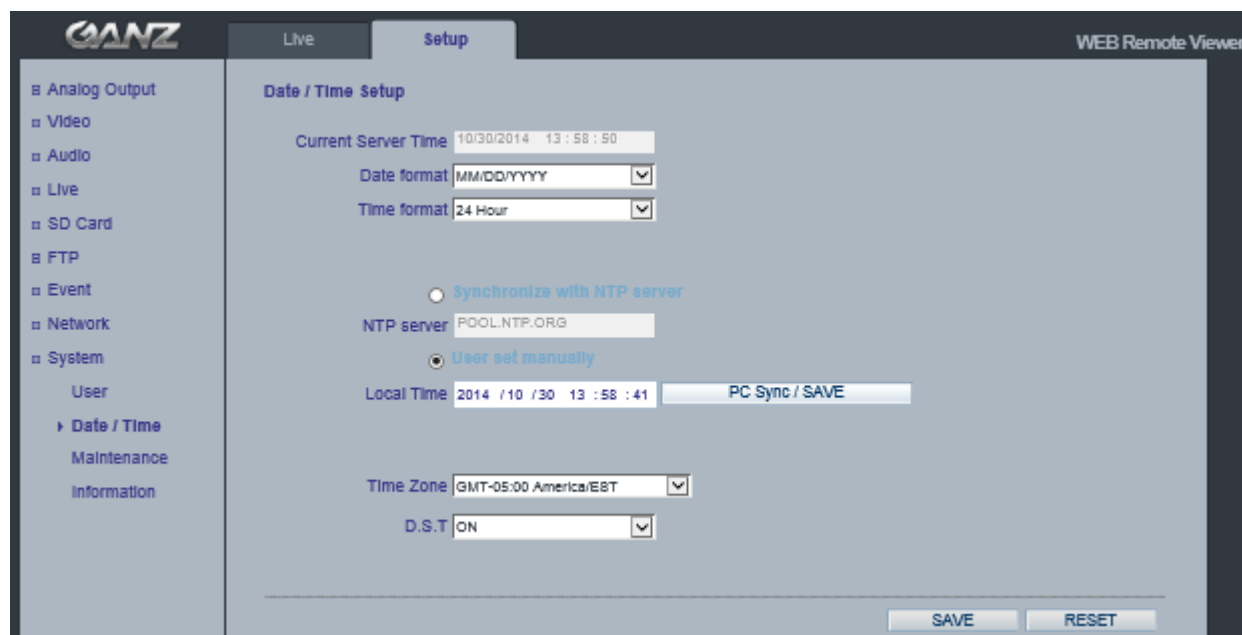 GANZ
Live
Setup
WEB Remote Viewer
Analog Output
Video
Audio
Live
SD Card
FTP
Event
Network
System
User
Date / Time
Maintenance
Information
Date / Time Setup
Current Server Time 10/30/2014 13 : 58 : 50
Date format MM/DD/YYYY
Time format 24 Hour
Synchronize with NTP server
NTP server POOL.NTP.ORG
User set manually
Local Time 2014 / 10 / 30 13 : 58 : 41 PC Sync / SAVE
Time Zone GMT-05:00 America/EST
D.S.T ON
SAVE RESET